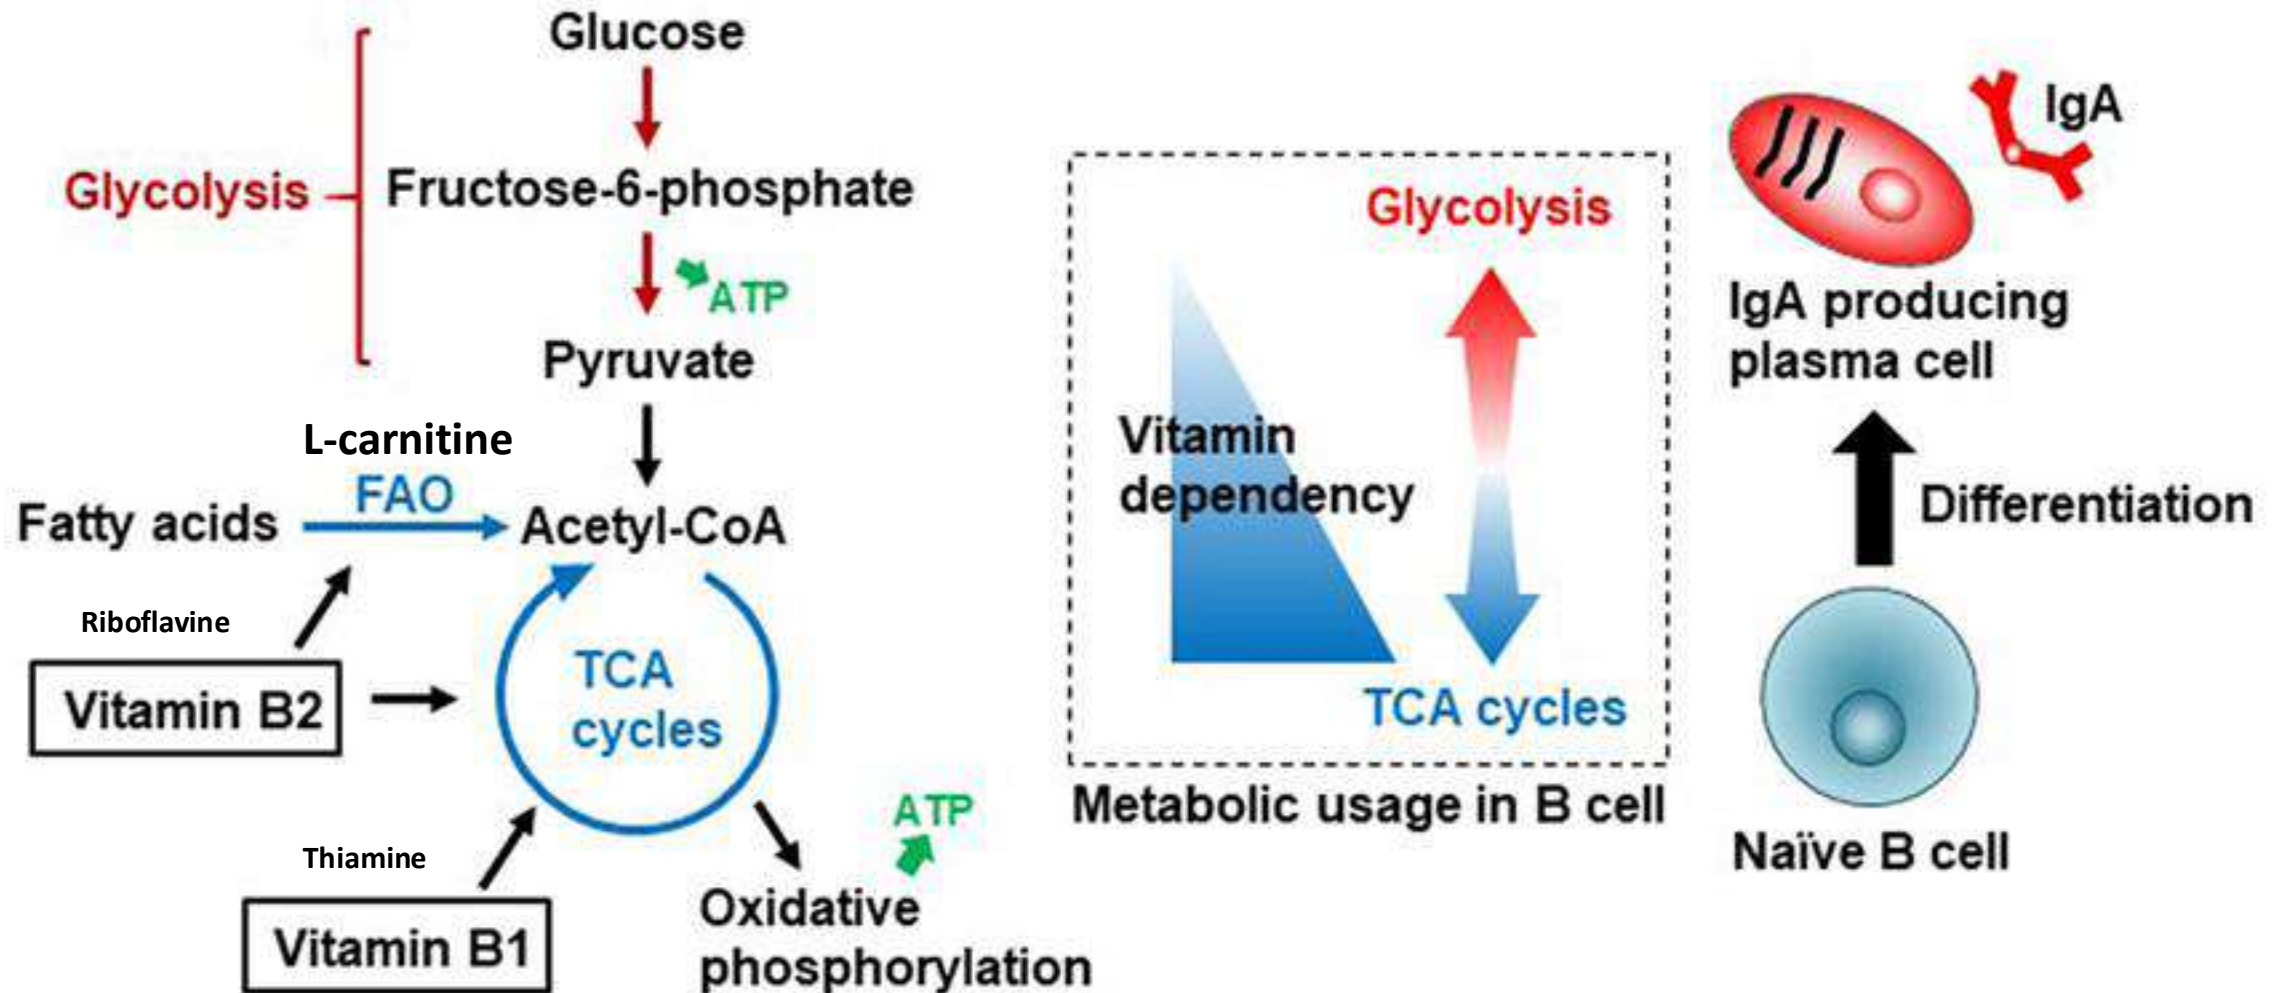 Glucose
Glycolysis
Fructose-6-phosphate
ATP
Pyruvate
L-carnitine
FAO
Fatty acids
Acetyl-CoA
Riboflavine
Vitamin B2
TCA
cycles
Thiamine
Vitamin B1
ATP
Oxidative
phosphorylation
Glycolysis
Vitamin
dependency
TCA cycles
Metabolic usage in B cell
IgA
IgA producing
plasma cell
Differentiation
Naïve B cell